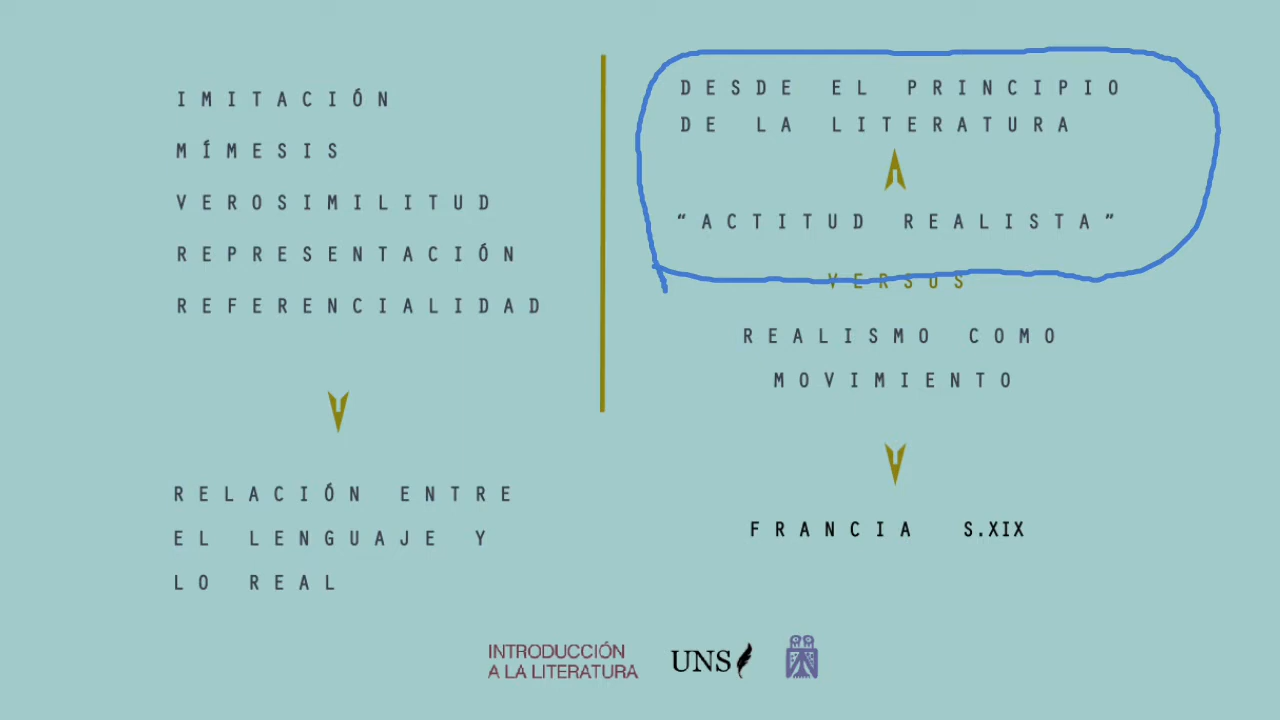 IMITACIÓN
MÍMESIS
VEROSIMILITUD
REPRESENTACIÓN
REFERENCIALIDAD
RELACIÓN ENTRE
EL LENGUAJE Y
LO REAL
DESDE EL PRINCIPIO
DE LA LITERATURA
“ACTITUD REALISTA”
VERSUS
REALISMO COMO
MOVIMIENTO
FRANCIA S.XIX
INTRODUCCIÓN
A LA LITERATURA
UNS